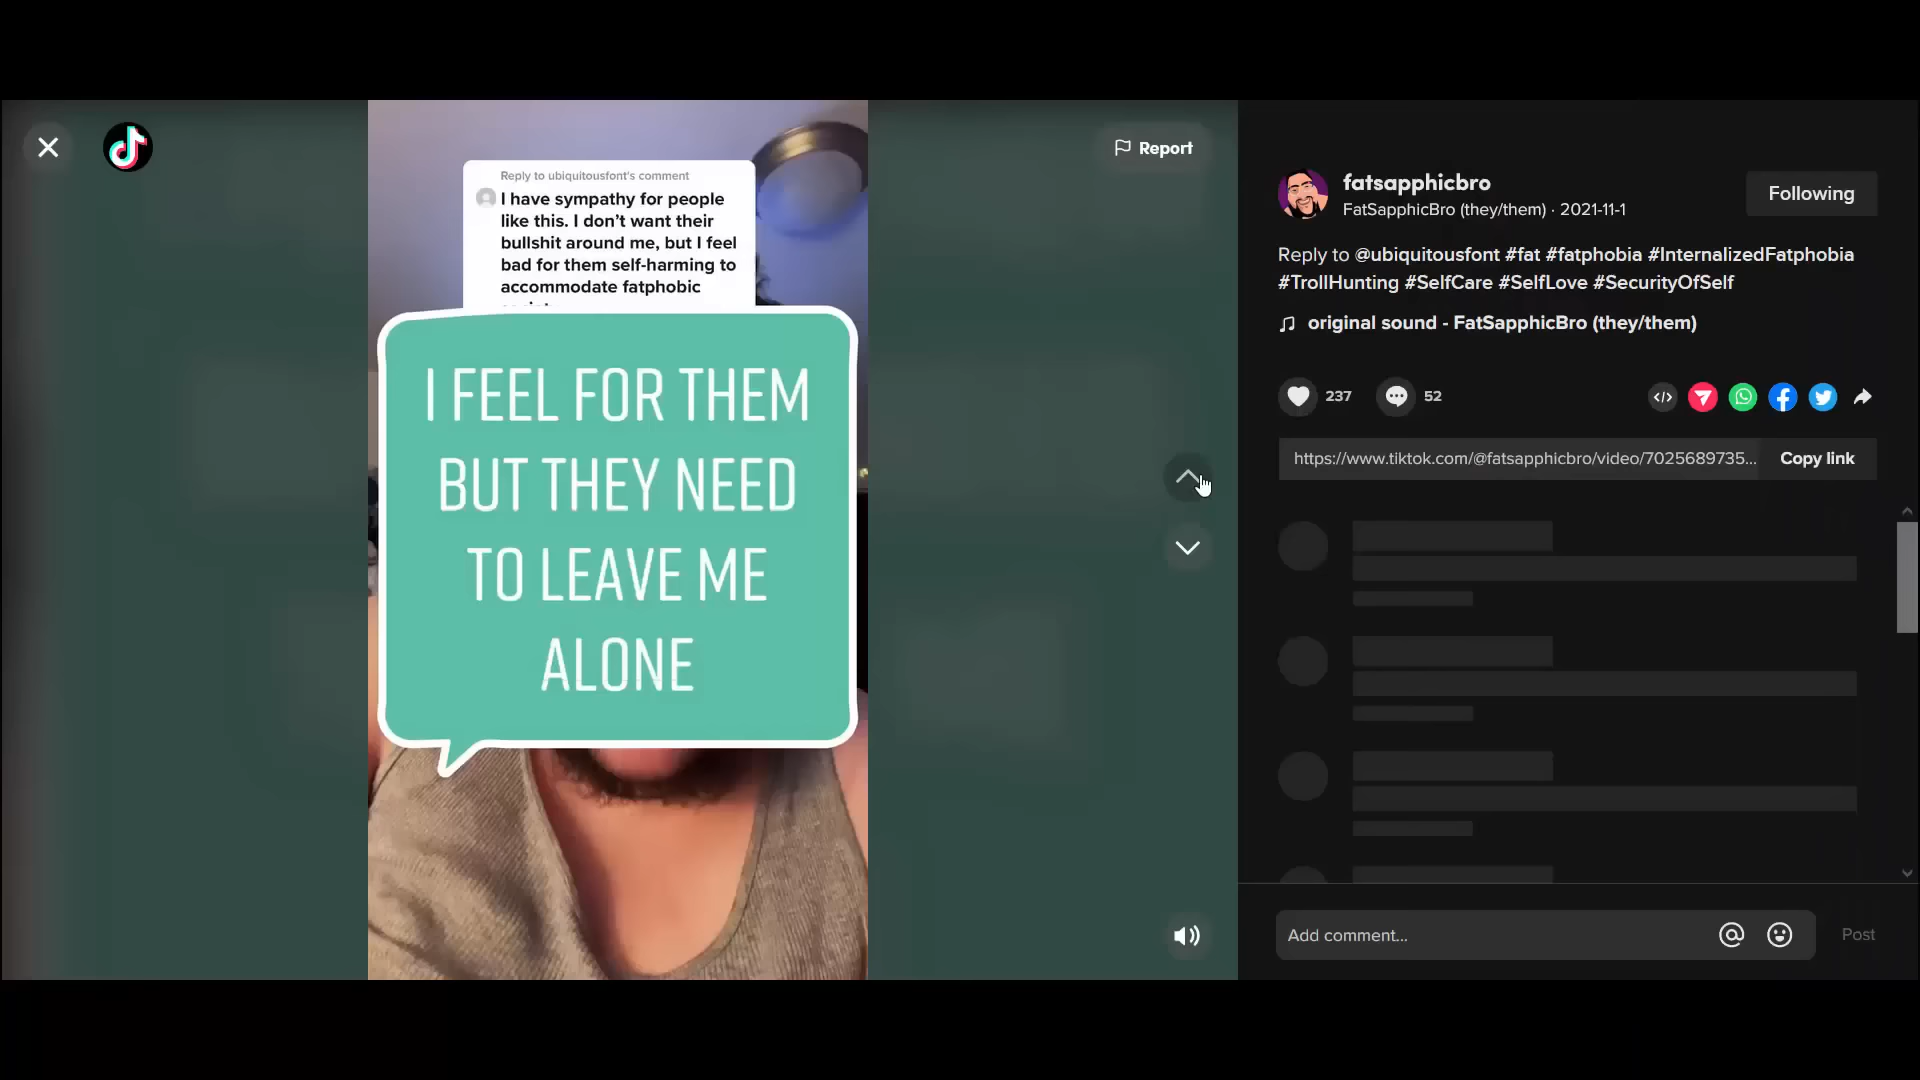 Reply to ubiquitousfont's comment
I have sympathy for people
like this. I don't want their
bullshit around me, but I feel
bad for them self-harming to
accommodate fatphobic
I FEEL FOR THEM
BUT THEY NEED
TO LEAVE ME
ALONE
Report
fatsapphicbro
FatSapphicBro (they/them) · 2021-11-1
Following
Reply to @ubiquitousfont #fat #fatphobia #InternalizedFatphobia
#TrollHunting #SelfCare #SelfLove #SecurityOfSelf
original sound - FatSapphicBro (they/them)
237
52
https://www.tiktok.com/@fatsapphicbro/video/7025689735...
Copy link
Add comment...
Post